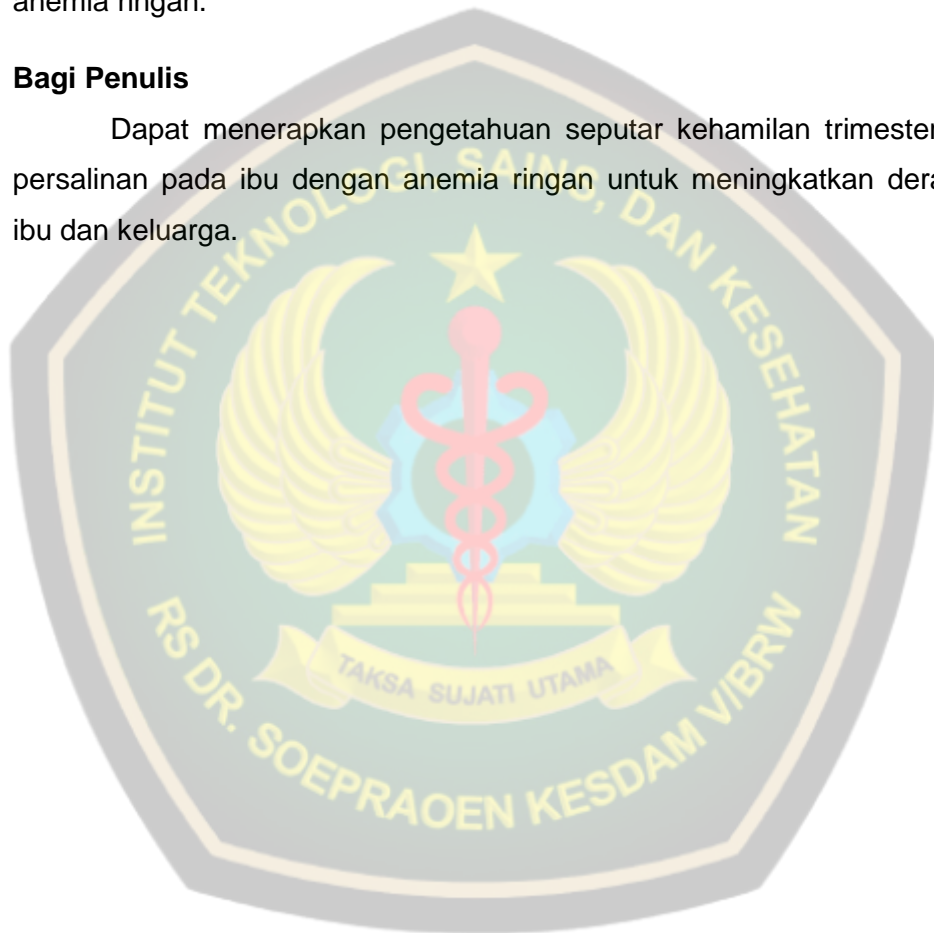 anemia ringan.
Bagi Penulis
Dapat menerapkan pengetahuan seputar kehamilan trimester
persalinan pada ibu dengan anemia ringan untuk meningkatkan dera
ibu dan keluarga.
INSTITUT TEKNOLOGI, SAINS, DAN KESEHATAN
TAKSA SUJATI UTAMA
RS DR. SOEPRAOEN KESDAM V/BRW